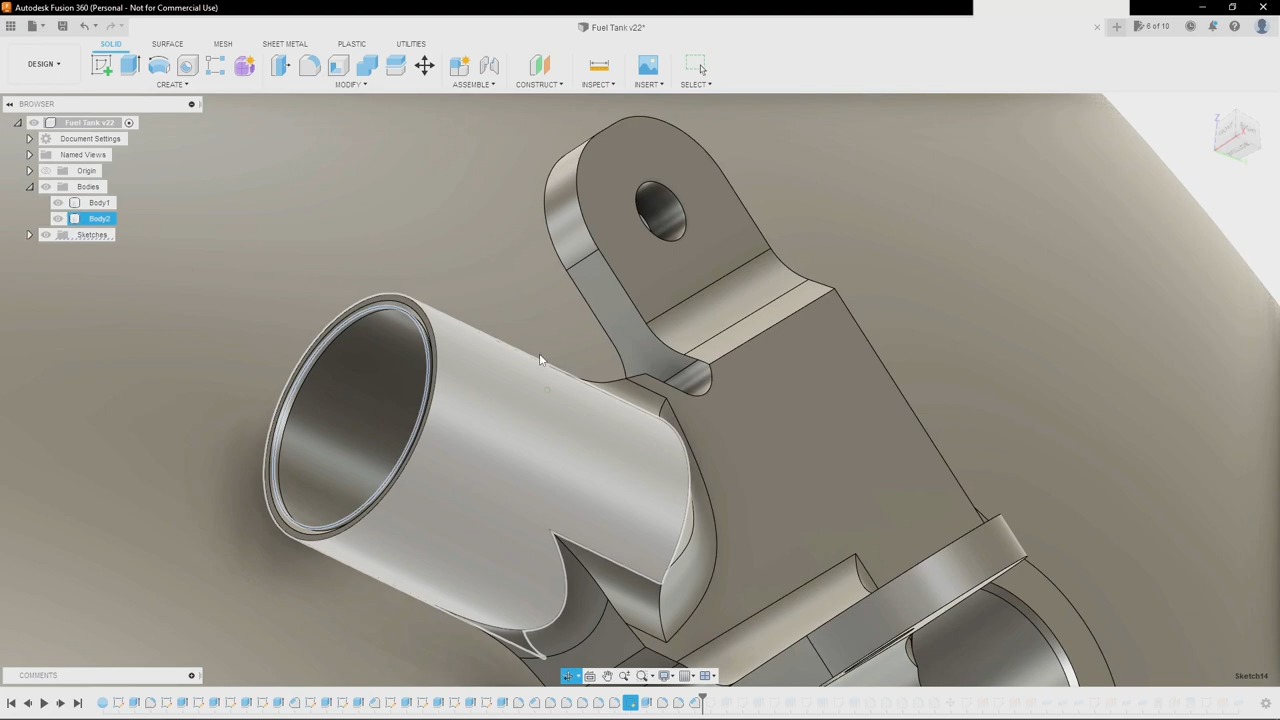 Autodesk Fusion 360 (Personal - Not for Commercial Use)
Fuel Tank v22*
6 of 10
DESIGN
SOLID
SURFACE
MESH
SHEET METAL
PLASTIC
UTILITIES
CREATE
MODIFY
ASSEMBLE
CONSTRUCT
INSPECT
INSERT
SELECT
BROWSER
Fuel Tank v22
Document Settings
Named Views
Origin
Bodies
Body1
Body2
Sketches
Z
X
COMMENTS
Sketch14